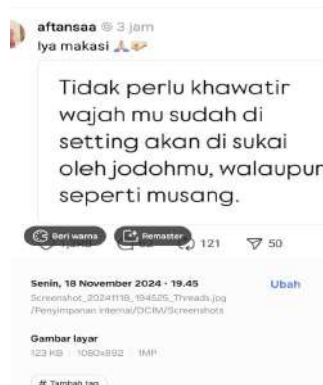 aftansaa 3 jam
Iya makasi 🙏🤝
Tidak perlu khawatir
wajah mu sudah di
setting akan di sukai
oleh jodohmu, walaupun
seperti musang.
Beri warna Remaster
121 50
Senin, 18 November 2024 • 19.45 Ubah
Screenshot_20241118_194525_Threads.jpg
/Penyimpanan internal/DCIM/Screenshots
Gambar layar
123 KB 1080x892 1MP
# Tambah tag